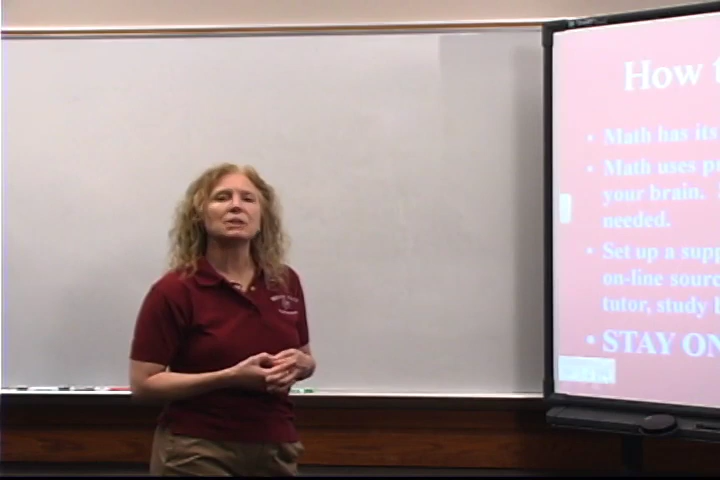 How t
• Math has its
• Math uses p
your brain.
needed.
• Set up a supp
on-line sourc
tutor, study b
• STAY ON